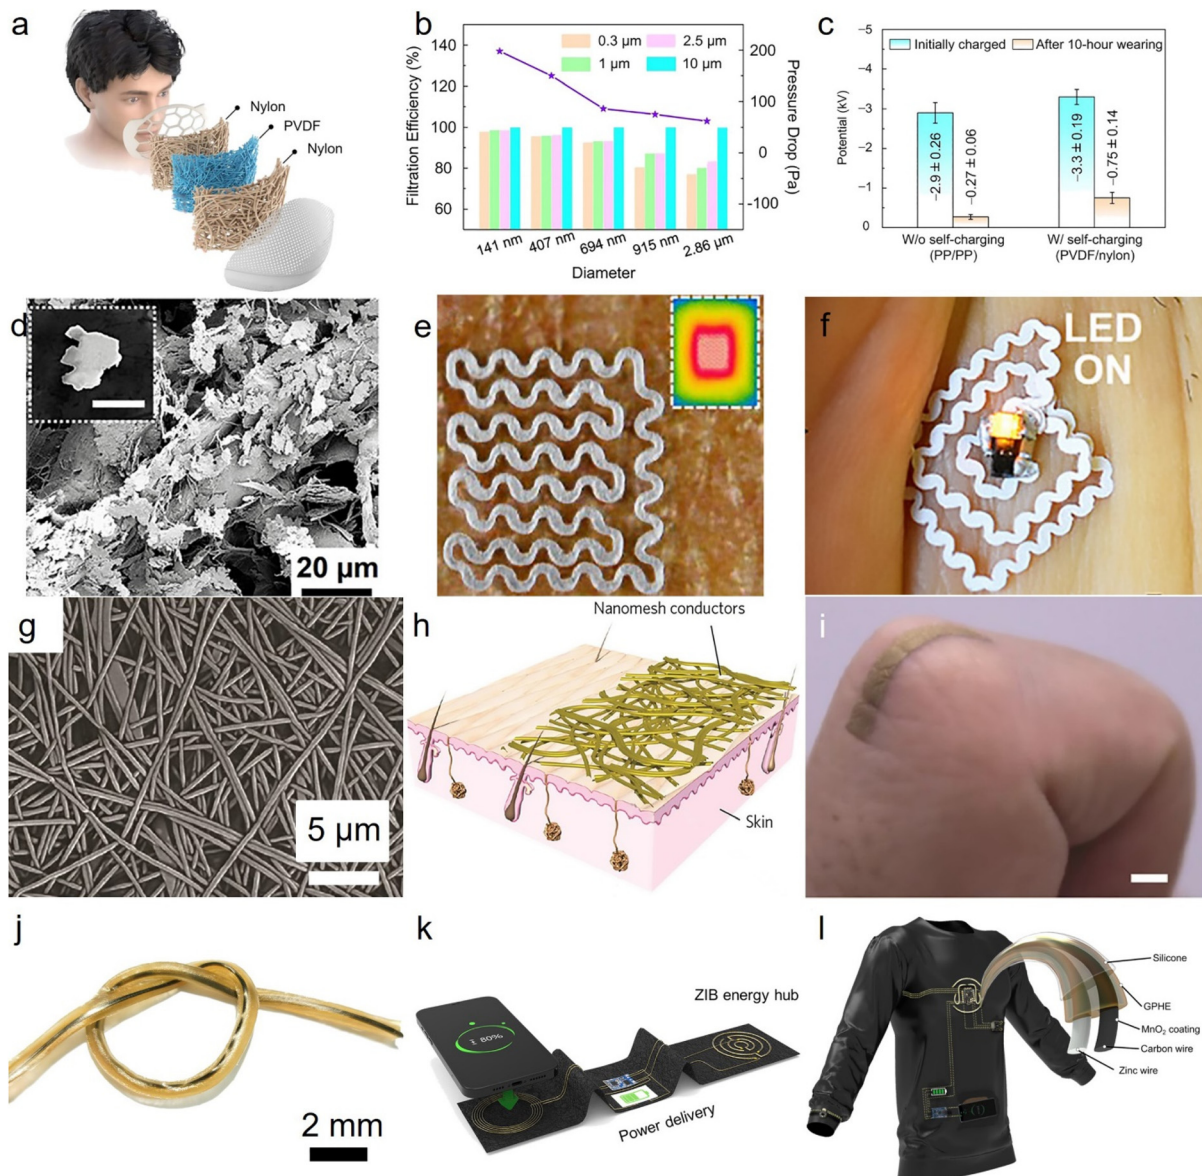 a
Nylon
PVDF
Nylon
b
0.3 μm
2.5 μm
1 μm
10 μm
Filtration Efficiency (%)
140
120
100
80
60
200
100
0
-100
Pressure Drop (Pa)
141 nm
407 nm
694 nm
915 nm
2.86 μm
Diameter
c
Initially charged
After 10-hour wearing
Potential (kV)
−5
−4
−3
−2
−1
0
−2.9 ± 0.26
−0.27 ± 0.06
−3.3 ± 0.19
−0.75 ± 0.14
W/o self-charging
(PP/PP)
W/ self-charging
(PVDF/nylon)
d
20 μm
e
f
LED
ON
g
5 μm
h
Nanomesh conductors
Skin
i
j
2 mm
k
80%
ZIB energy hub
Power delivery
l
Silicone
GPHE
MnO₂ coating
Carbon wire
Zinc wire